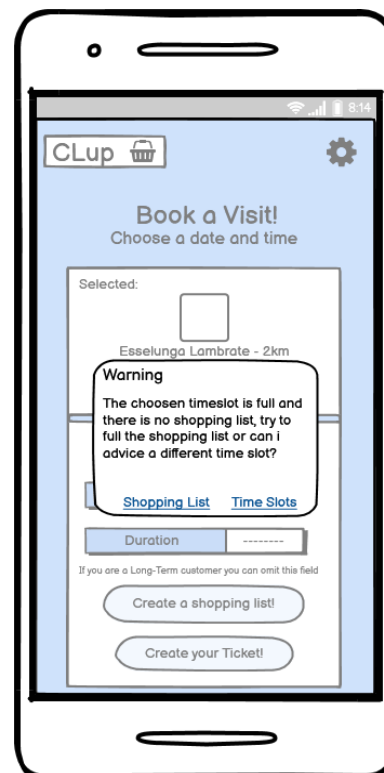 8:14
CLup
Book a Visit!
Choose a date and time
Selected:
Esselunga Lambrate - 2km
Warning
The choosen timeslot is full and
there is no shopping list, try to
full the shopping list or can i
advice a different time slot?
Shopping List Time Slots
Duration --------
If you are a Long-Term customer you can omit this field
Create a shopping list!
Create your Ticket!